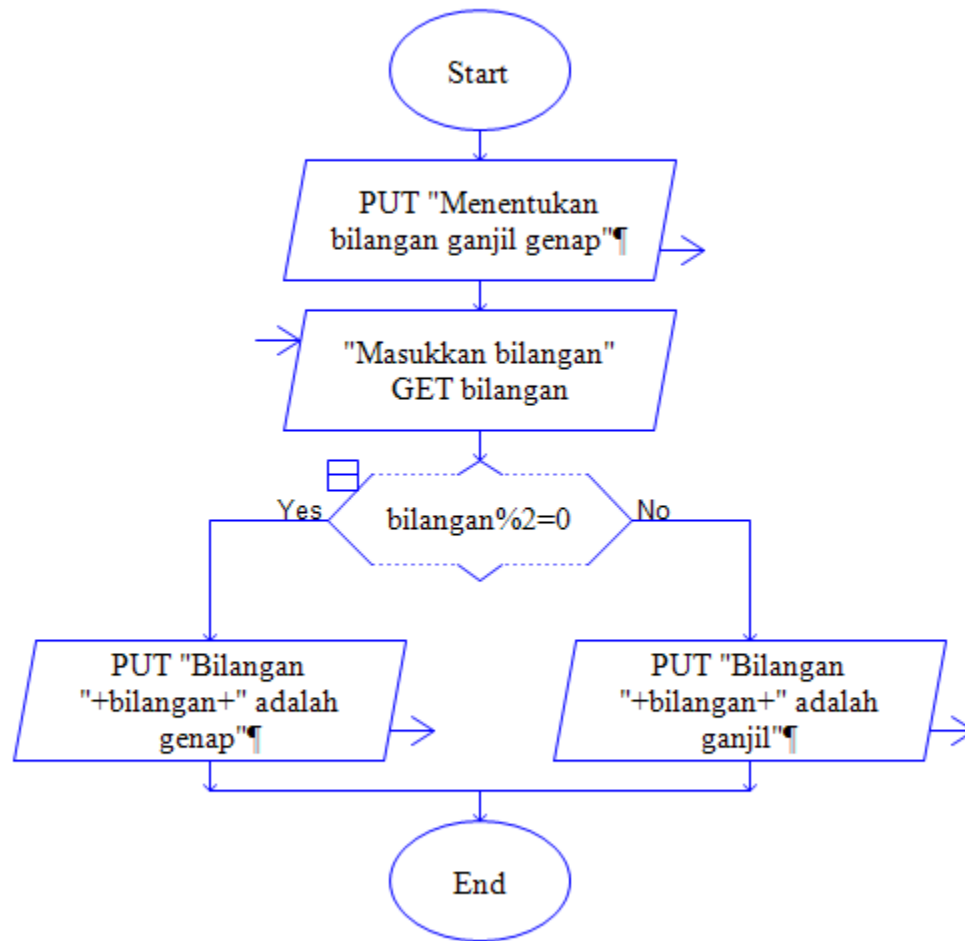 Start
PUT "Menentukan
bilangan ganjil genap"¶
"Masukkan bilangan"
GET bilangan
Yes
bilangan%2=0
No
PUT "Bilangan
"+bilangan+" adalah
genap"¶
PUT "Bilangan
"+bilangan+" adalah
ganjil"¶
End